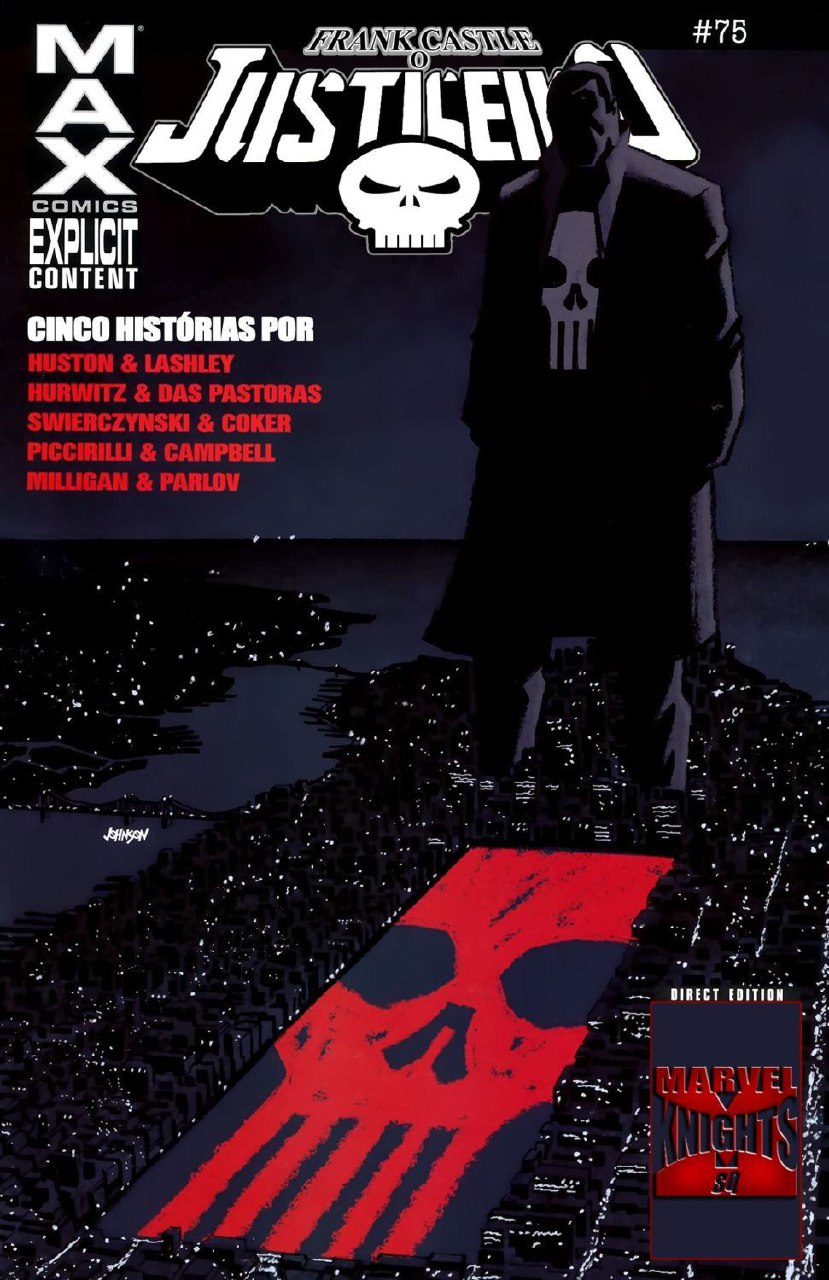 MAX
COMICS
EXPLICIT
CONTENT
FRANK CASTLE
O
JUSTICEIRO
#75
CINCO HISTÓRIAS POR
HUSTON & LASHLEY
HURWITZ & DAS PASTORAS
SWIERCZYNSKI & COKER
PICCIRILLI & CAMPBELL
MILLIGAN & PARLOV
JOHNSON
DIRECT EDITION
MARVEL
KNIGHTS
SQ